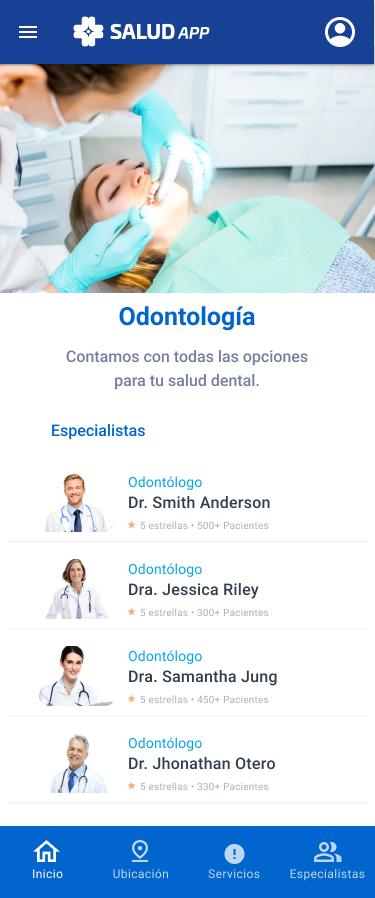 SALUD APP
Odontología
Contamos con todas las opciones
para tu salud dental.
Especialistas
Odontólogo
Dr. Smith Anderson
5 estrellas • 500+ Pacientes
Odontólogo
Dra. Jessica Riley
5 estrellas • 300+ Pacientes
Odontólogo
Dra. Samantha Jung
5 estrellas • 450+ Pacientes
Odontólogo
Dr. Jhonathan Otero
5 estrellas • 330+ Pacientes
Inicio Ubicación Servicios Especialistas